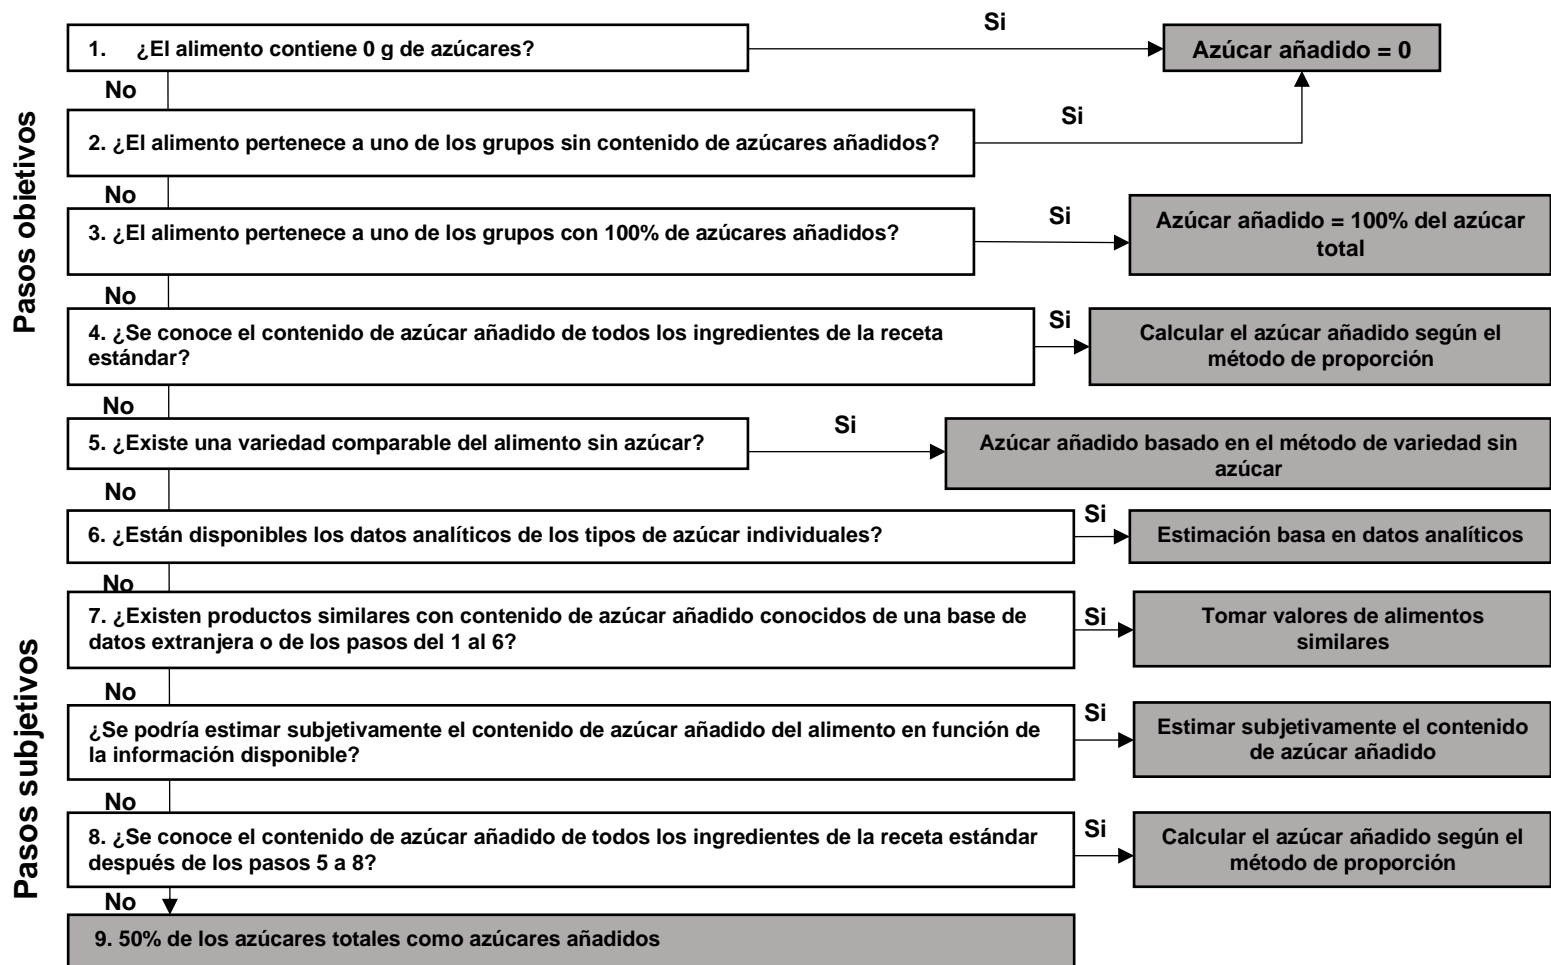 Si
1. ¿El alimento contiene 0 g de azúcares?
Azúcar añadido = 0
No
Si
2. ¿El alimento pertenece a uno de los grupos sin contenido de azúcares añadidos?
No
Si
3. ¿El alimento pertenece a uno de los grupos con 100% de azúcares añadidos?
Azúcar añadido = 100% del azúcar
total
No
Pasos objetivos
4. ¿Se conoce el contenido de azúcar añadido de todos los ingredientes de la receta
estándar?
Si
Calcular el azúcar añadido según el
método de proporción
No
5. ¿Existe una variedad comparable del alimento sin azúcar?
Si
Azúcar añadido basado en el método de variedad sin
azúcar
No
6. ¿Están disponibles los datos analíticos de los tipos de azúcar individuales?
Si
Estimación basa en datos analíticos
No
7. ¿Existen productos similares con contenido de azúcar añadido conocidos de una base de
datos extranjera o de los pasos del 1 al 6?
Si
Tomar valores de alimentos
similares
No
Pasos subjetivos
¿Se podría estimar subjetivamente el contenido de azúcar añadido del alimento en función de
la información disponible?
Si
Estimar subjetivamente el contenido
de azúcar añadido
No
8. ¿Se conoce el contenido de azúcar añadido de todos los ingredientes de la receta estándar
después de los pasos 5 a 8?
Si
Calcular el azúcar añadido según el
método de proporción
No
9. 50% de los azúcares totales como azúcares añadidos